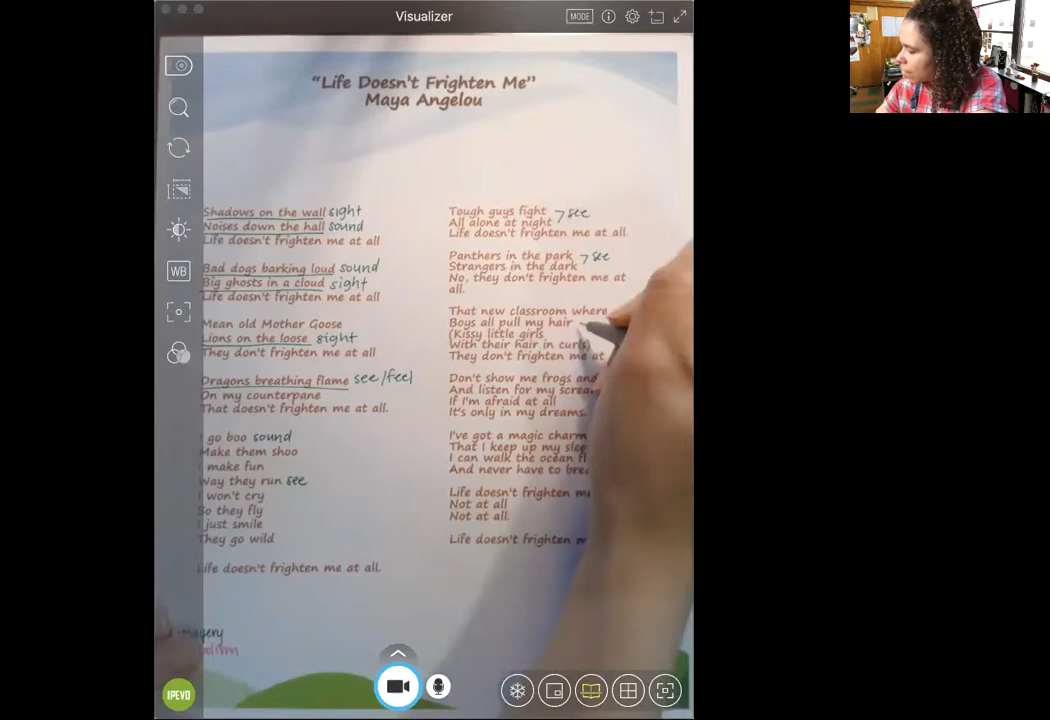 Visualizer
MODE
"Life Doesn't Frighten Me"
Maya Angelou
Shadows on the wall sight
Noises down the hall sound
Life doesn't frighten me at all
Bad dogs barking loud sound
Big ghosts in a cloud sight
Life doesn't frighten me at all
Mean old Mother Goose
Lions on the loose sight
They don't frighten me at all
Dragons breathing flame see/feel
On my counterpane
That doesn't frighten me at all.
I go boo sound
Make them shoo
I make fun
Way they run see
I won't cry
So they fly
I just smile
They go wild
Life doesn't frighten me at all.
Tough guys fight
All alone at night see
Life doesn't frighten me at all.
Panthers in the park see
Strangers in the dark
No, they don't frighten me at
all.
That new classroom where
Boys all pull my hair
(Kissy little girls
With their hair in curls)
They don't frighten me at
Don't show me frogs and
And listen for my
If I'm afraid at all
It's only in my dreams.
I've got a magic charm
That I keep up my
I can walk the ocean
And never have to
Life doesn't frighten
Not at all
Not at all.
Life doesn't frighten
WB
IPEVO